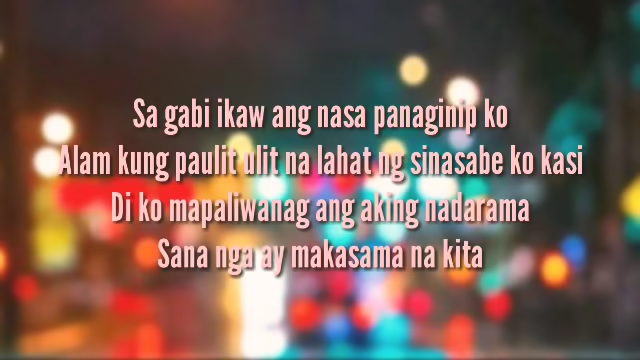 Sa gabi ikaw ang nasa panaginip ko
Alam kung paulit ulit na lahat ng sinasabe ko kasi
Di ko mapaliwanag ang aking nadarama
Sana nga ay makasama na kita